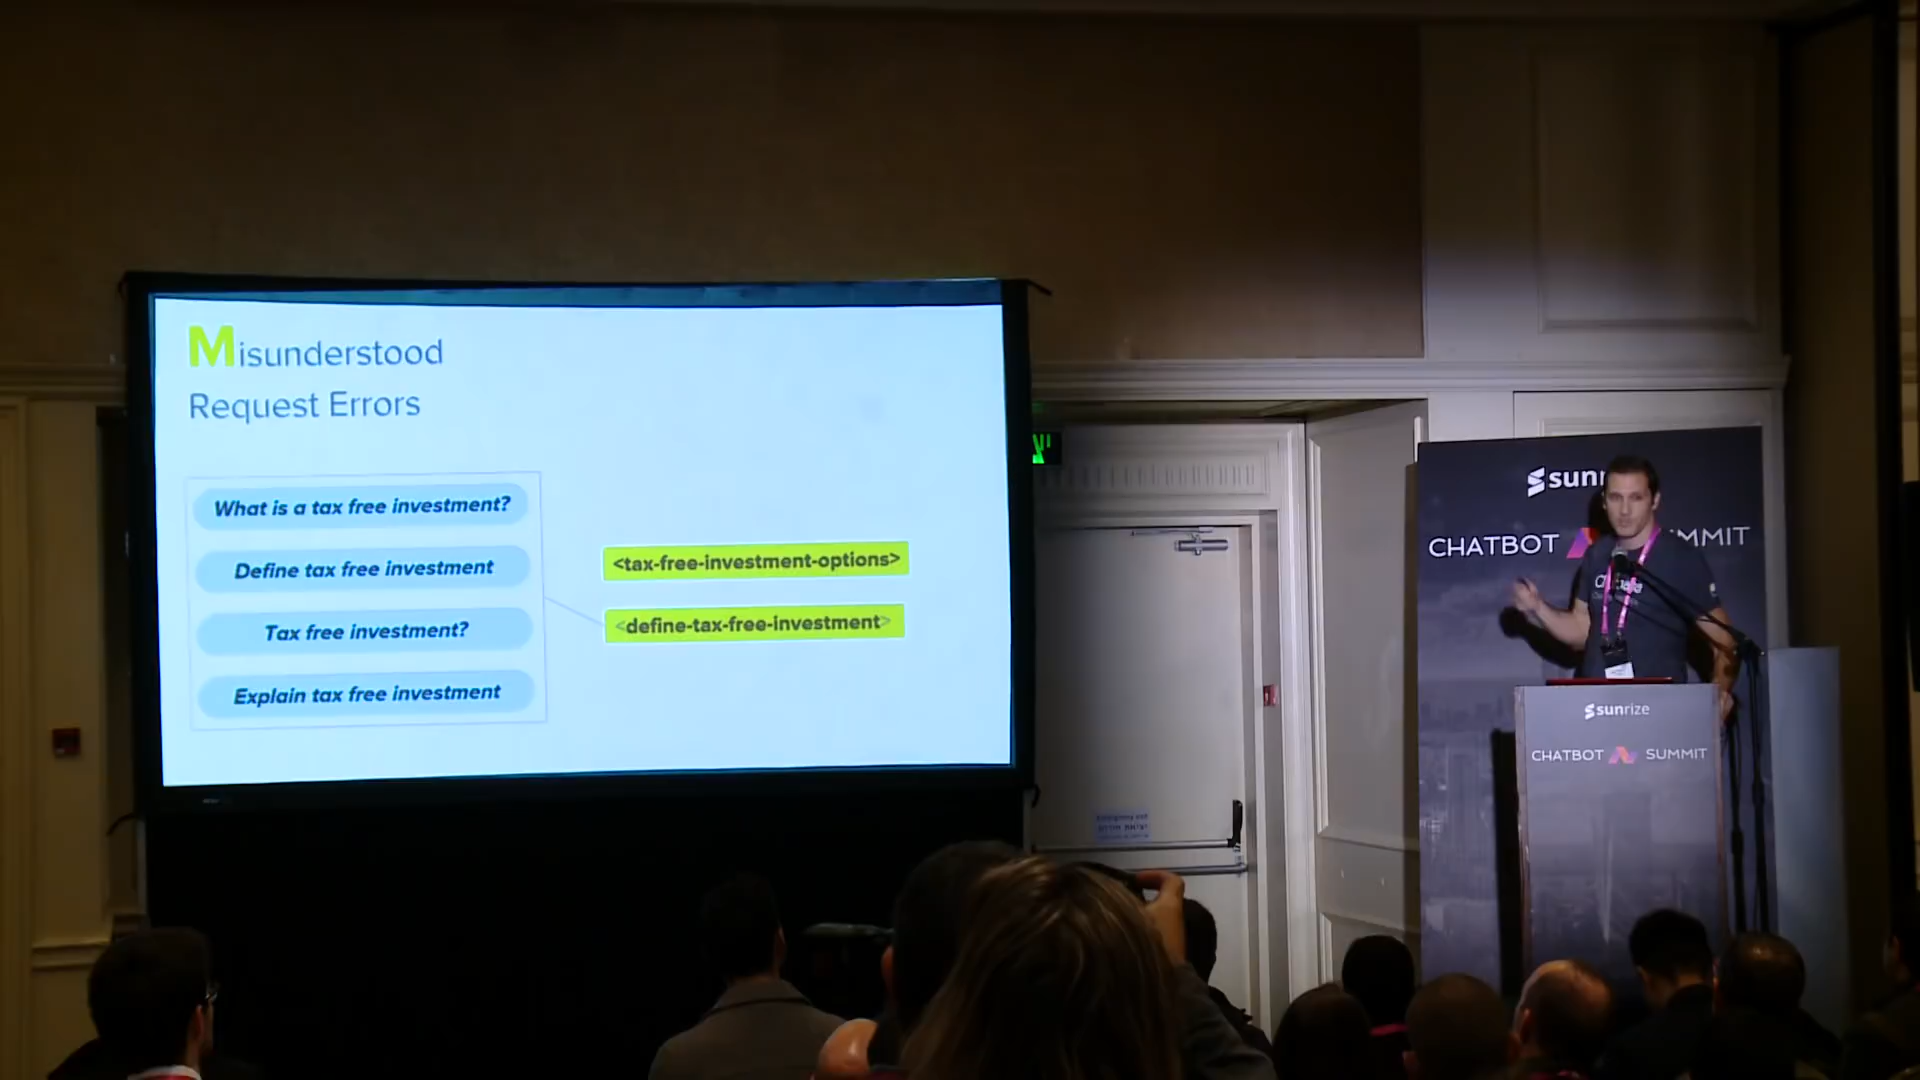 Misunderstood
Request Errors
What is a tax free investment?
Define tax free investment
Tax free investment?
Explain tax free investment
<tax-free-investment-options>
<define-tax-free-investment>
CHATBOT
sunrize
CHATBOT SUMMIT